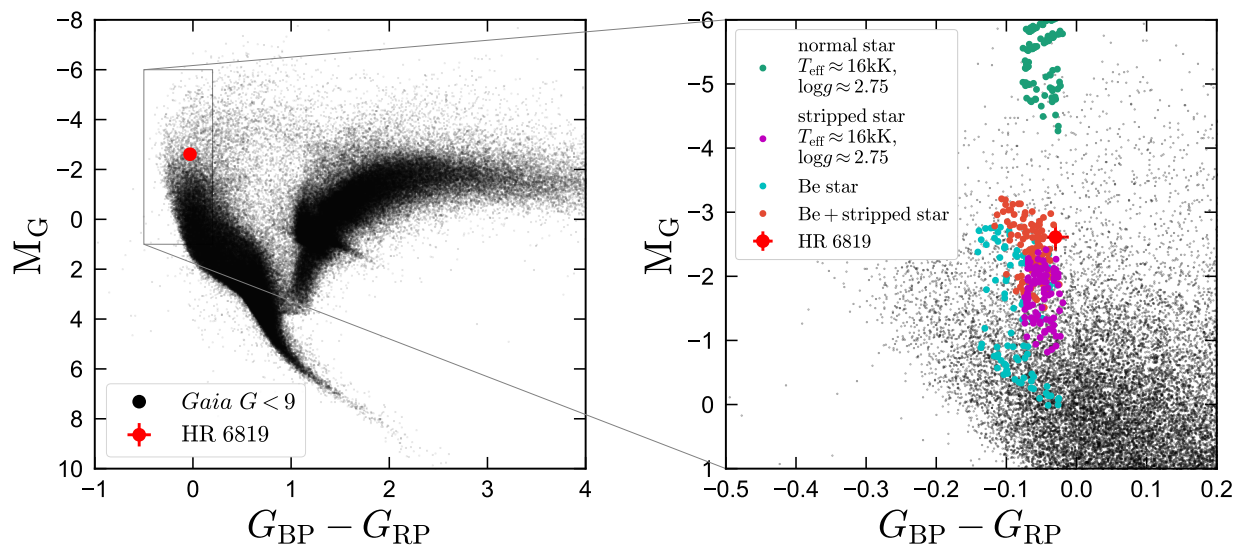 −8
−6
−4
−2
0
2
4
6
8
10
M_G
−1
0
1
2
3
4
G_BP − G_RP
Gaia G < 9
HR 6819
−6
−5
−4
−3
−2
−1
0
1
M_G
−0.5
−0.4
−0.3
−0.2
−0.1
0.0
0.1
0.2
G_BP − G_RP
normal star
T_eff ≈ 16kK,
log g ≈ 2.75
stripped star
T_eff ≈ 16kK,
log g ≈ 2.75
Be star
Be + stripped star
HR 6819